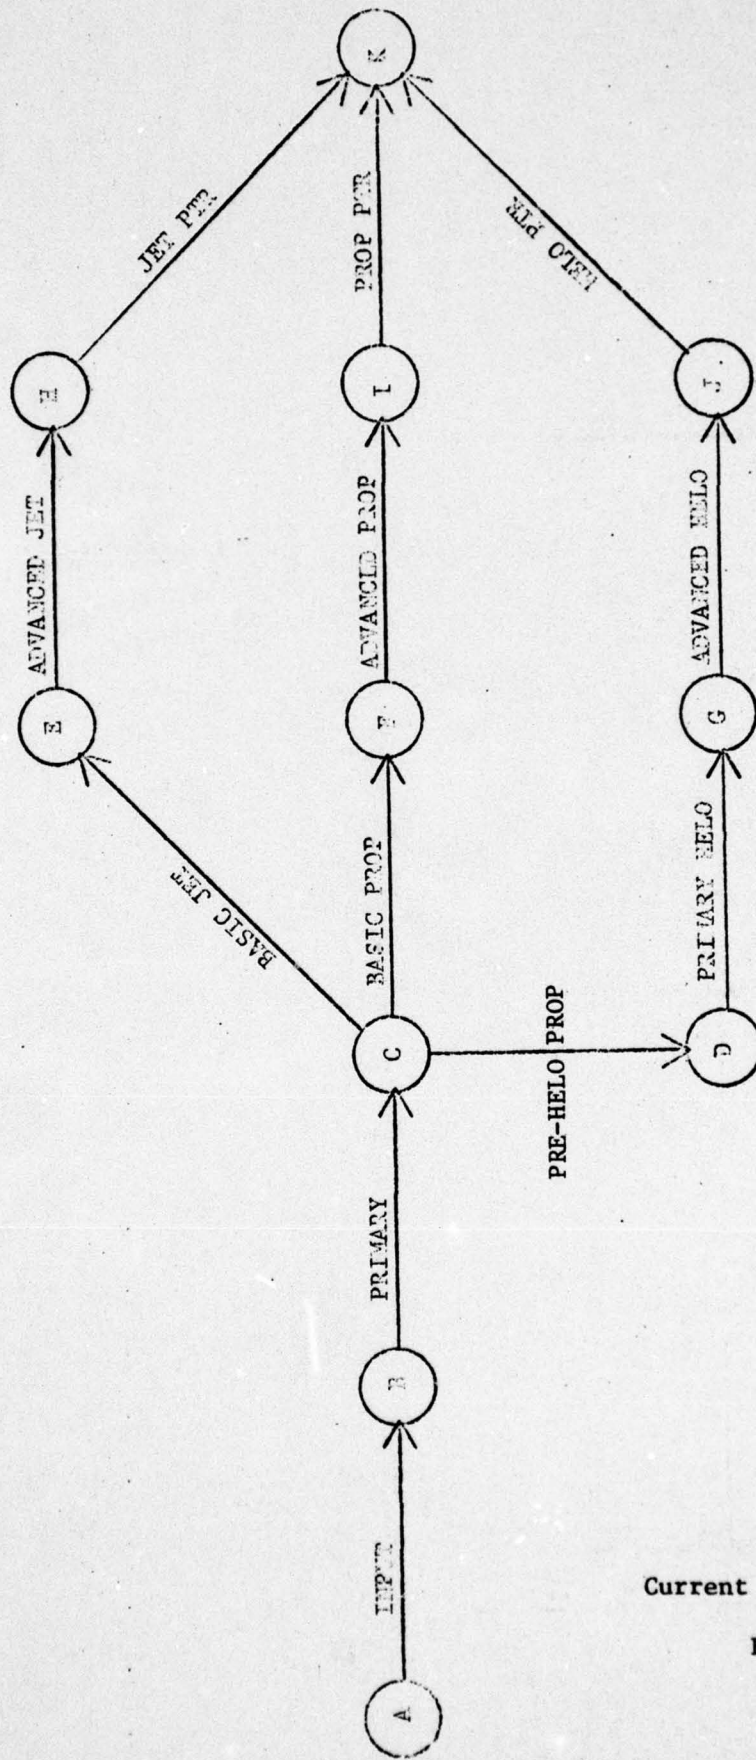 K
JET PTR
PROP PTR
HELO PTR
H
I
J
ADVANCED JET
ADVANCED PROP
ADVANCED HELO
E
F
G
BASIC JET
BASIC PROP
PRIMARY HELO
C
D
PRE-HELO PROP
PRIMARY
B
INPUT
A
Current